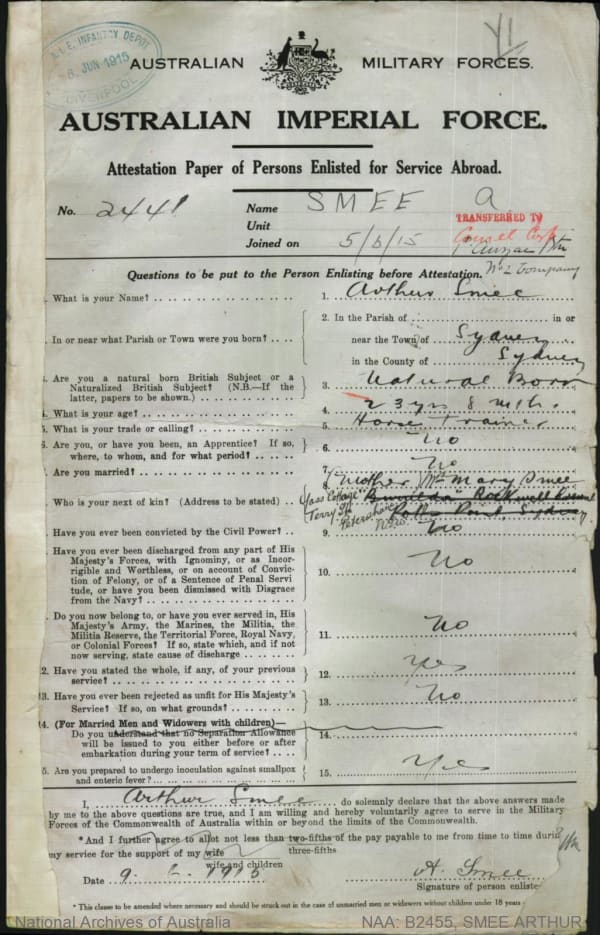 A.I.E. INFANTRY DEPOT
8 JUN 1915
LIVERPOOL
VI
AUSTRALIAN MILITARY FORCES.
AUSTRALIAN IMPERIAL FORCE.
Attestation Paper of Persons Enlisted for Service Abroad.
No. 2441 Name SMEE A
Unit TRANSFERRED TO
Joined on 5/6/15 Camel Corps
1st Anzac Btn
No 2 Company
Questions to be put to the Person Enlisting before Attestation.
What is your Name? 1. Arthur Smee
In or near what Parish or Town were you born? 2. In the Parish of in or
near the Town of Sydney
in the County of Sydney
Are you a natural born British Subject or a
Naturalized British Subject? (N.B.—If the
latter, papers to be shown.) 3. Natural Born
What is your age? 4. 23 yrs 8 mth.
What is your trade or calling? 5. Horse Trainer
6. Are you, or have you been, an Apprentice? If so,
where, to whom, and for what period? 6. No
Are you married? 7. No
Who is your next of kin? (Address to be stated) 8. Mother Mrs Mary Smee
Yass Cottage
Terry St
Petersham
N.S.W.
Potts Point, Sydney
Have you ever been convicted by the Civil Power? 9. No
Have you ever been discharged from any part of His
Majesty's Forces, with Ignominy, or as Incor-
rigible and Worthless, or on account of Convic-
tion of Felony, or of a Sentence of Penal Servi
tude, or have you been dismissed with Disgrace
from the Navy? 10. No
Do you now belong to, or have you ever served in, His
Majesty's Army, the Marines, the Militia, the
Militia Reserve, the Territorial Force, Royal Navy,
or Colonial Forces? If so, state which, and if not
now serving, state cause of discharge 11. No
2. Have you stated the whole, if any, of your previous
service? 12. Yes
3. Have you ever been rejected as unfit for His Majesty's
Service? If so, on what grounds? 13. No
4. (For Married Men and Widowers with children)—
Do you understand that no Separation Allowance
will be issued to you either before or after
embarkation during your term of service? 14.
5. Are you prepared to undergo inoculation against smallpox
and enteric fever? 15. Yes
I, Arthur Smee do solemnly declare that the above answers made
by me to the above questions are true, and I am willing and hereby voluntarily agree to serve in the Military
Forces of the Commonwealth of Australia within or beyond the limits of the Commonwealth.
*And I further agree to allot not less than two-fifths of the pay payable to me from time to time during
three-fifths
my service for the support of my wife
wife and children
Date 9. 6. 1915 A. Smee
Signature of person enliste
* This clause to be amended where necessary and should be struck out in the case of unmarried men or widowers without children under 18 years
National Archives of Australia NAA: B2455, SMEE ARTHUR